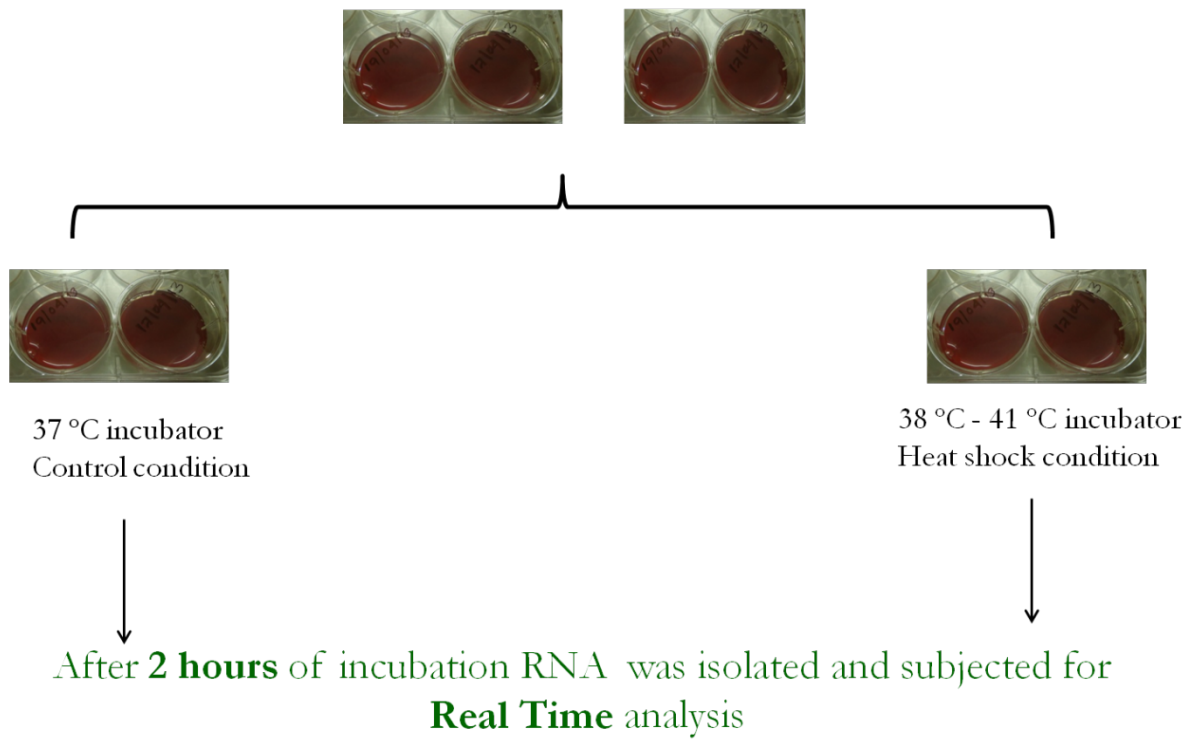 37 °C incubator
Control condition
38 °C - 41 °C incubator
Heat shock condition
After 2 hours of incubation RNA was isolated and subjected for
Real Time analysis